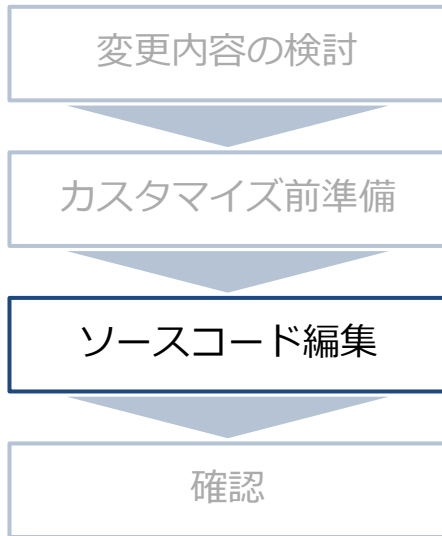 変更内容の検討
カスタマイズ前準備
ソースコード編集
確認